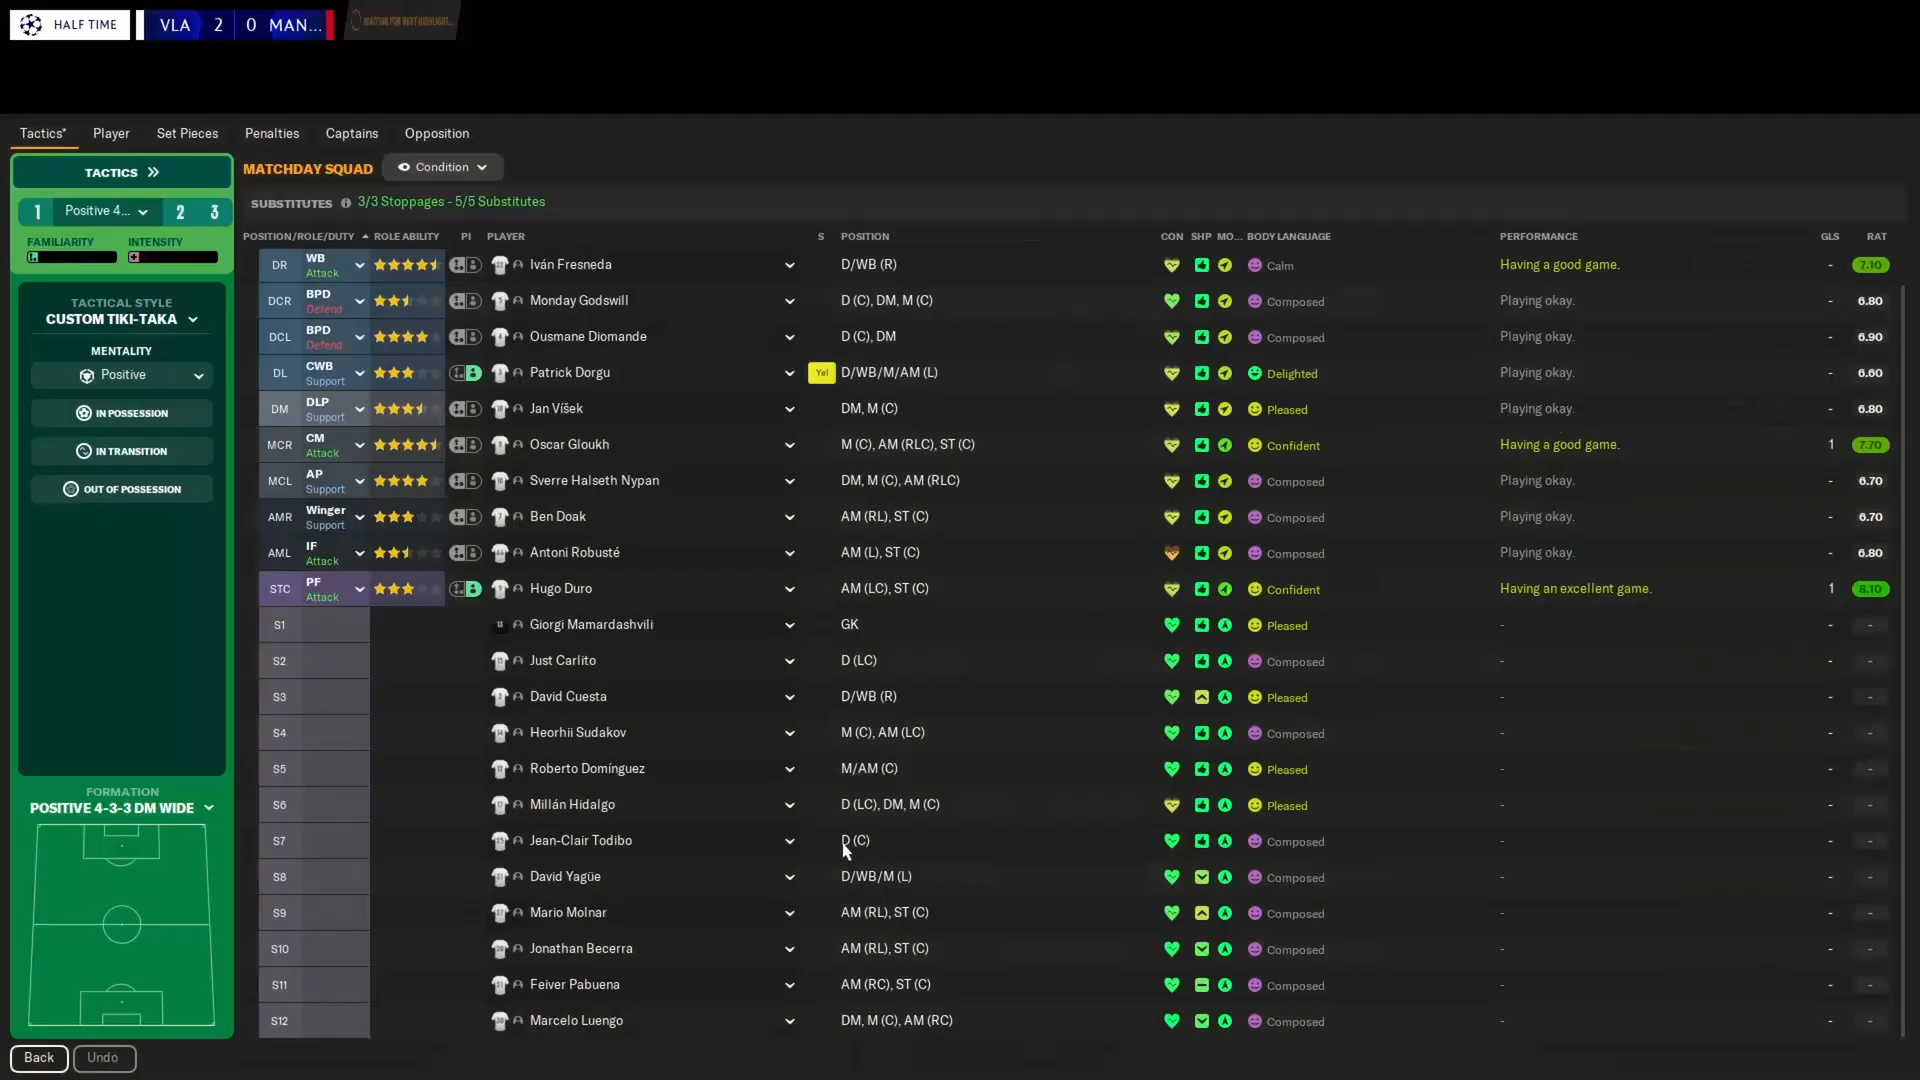 HALF TIME VLA 2 0 MAN... WAITING FOR NEXT HIGHLIGHT...
Tactics* Player Set Pieces Penalties Captains Opposition
TACTICS
1 Positive 4... 2 3
FAMILIARITY INTENSITY
TACTICAL STYLE
CUSTOM TIKI-TAKA
MENTALITY
Positive
IN POSSESSION
IN TRANSITION
OUT OF POSSESSION
FORMATION
POSITIVE 4-3-3 DM WIDE
MATCHDAY SQUAD Condition
SUBSTITUTES 3/3 Stoppages - 5/5 Substitutes
POSITION/ROLE/DUTY ROLE ABILITY PI PLAYER S POSITION CON SHP MO... BODY LANGUAGE PERFORMANCE GLS RAT
DR WB Attack Iván Fresneda D/WB (R) Calm Having a good game. - 7.10
DCR BPD Defend Monday Godswill D (C), DM, M (C) Composed Playing okay. - 6.80
DCL BPD Defend Ousmane Diomande D (C), DM Composed Playing okay. - 6.90
DL CWB Support Patrick Dorgu Yel D/WB/M/AM (L) Delighted Playing okay. - 6.60
DM DLP Support Jan Víšek DM, M (C) Pleased Playing okay. - 6.80
MCR CM Attack Oscar Gloukh M (C), AM (RLC), ST (C) Confident Having a good game. 1 7.70
MCL AP Support Sverre Halseth Nypan DM, M (C), AM (RLC) Composed Playing okay. - 6.70
AMR Winger Support Ben Doak AM (RL), ST (C) Composed Playing okay. - 6.70
AML IF Attack Antoni Robusté AM (L), ST (C) Composed Playing okay. - 6.80
STC PF Attack Hugo Duro AM (LC), ST (C) Confident Having an excellent game. 1 8.10
S1 Giorgi Mamardashvili GK Pleased - - -
S2 Just Carlito D (LC) Composed - - -
S3 David Cuesta D/WB (R) Pleased - - -
S4 Heorhii Sudakov M (C), AM (LC) Composed - - -
S5 Roberto Domínguez M/AM (C) Pleased - - -
S6 Millán Hidalgo D (LC), DM, M (C) Pleased - - -
S7 Jean-Clair Todibo D (C) Composed - - -
S8 David Yagüe D/WB/M (L) Composed - - -
S9 Mario Molnar AM (RL), ST (C) Composed - - -
S10 Jonathan Becerra AM (RL), ST (C) Composed - - -
S11 Feiver Pabuena AM (RC), ST (C) Composed - - -
S12 Marcelo Luengo DM, M (C), AM (RC) Composed - - -
Back Undo